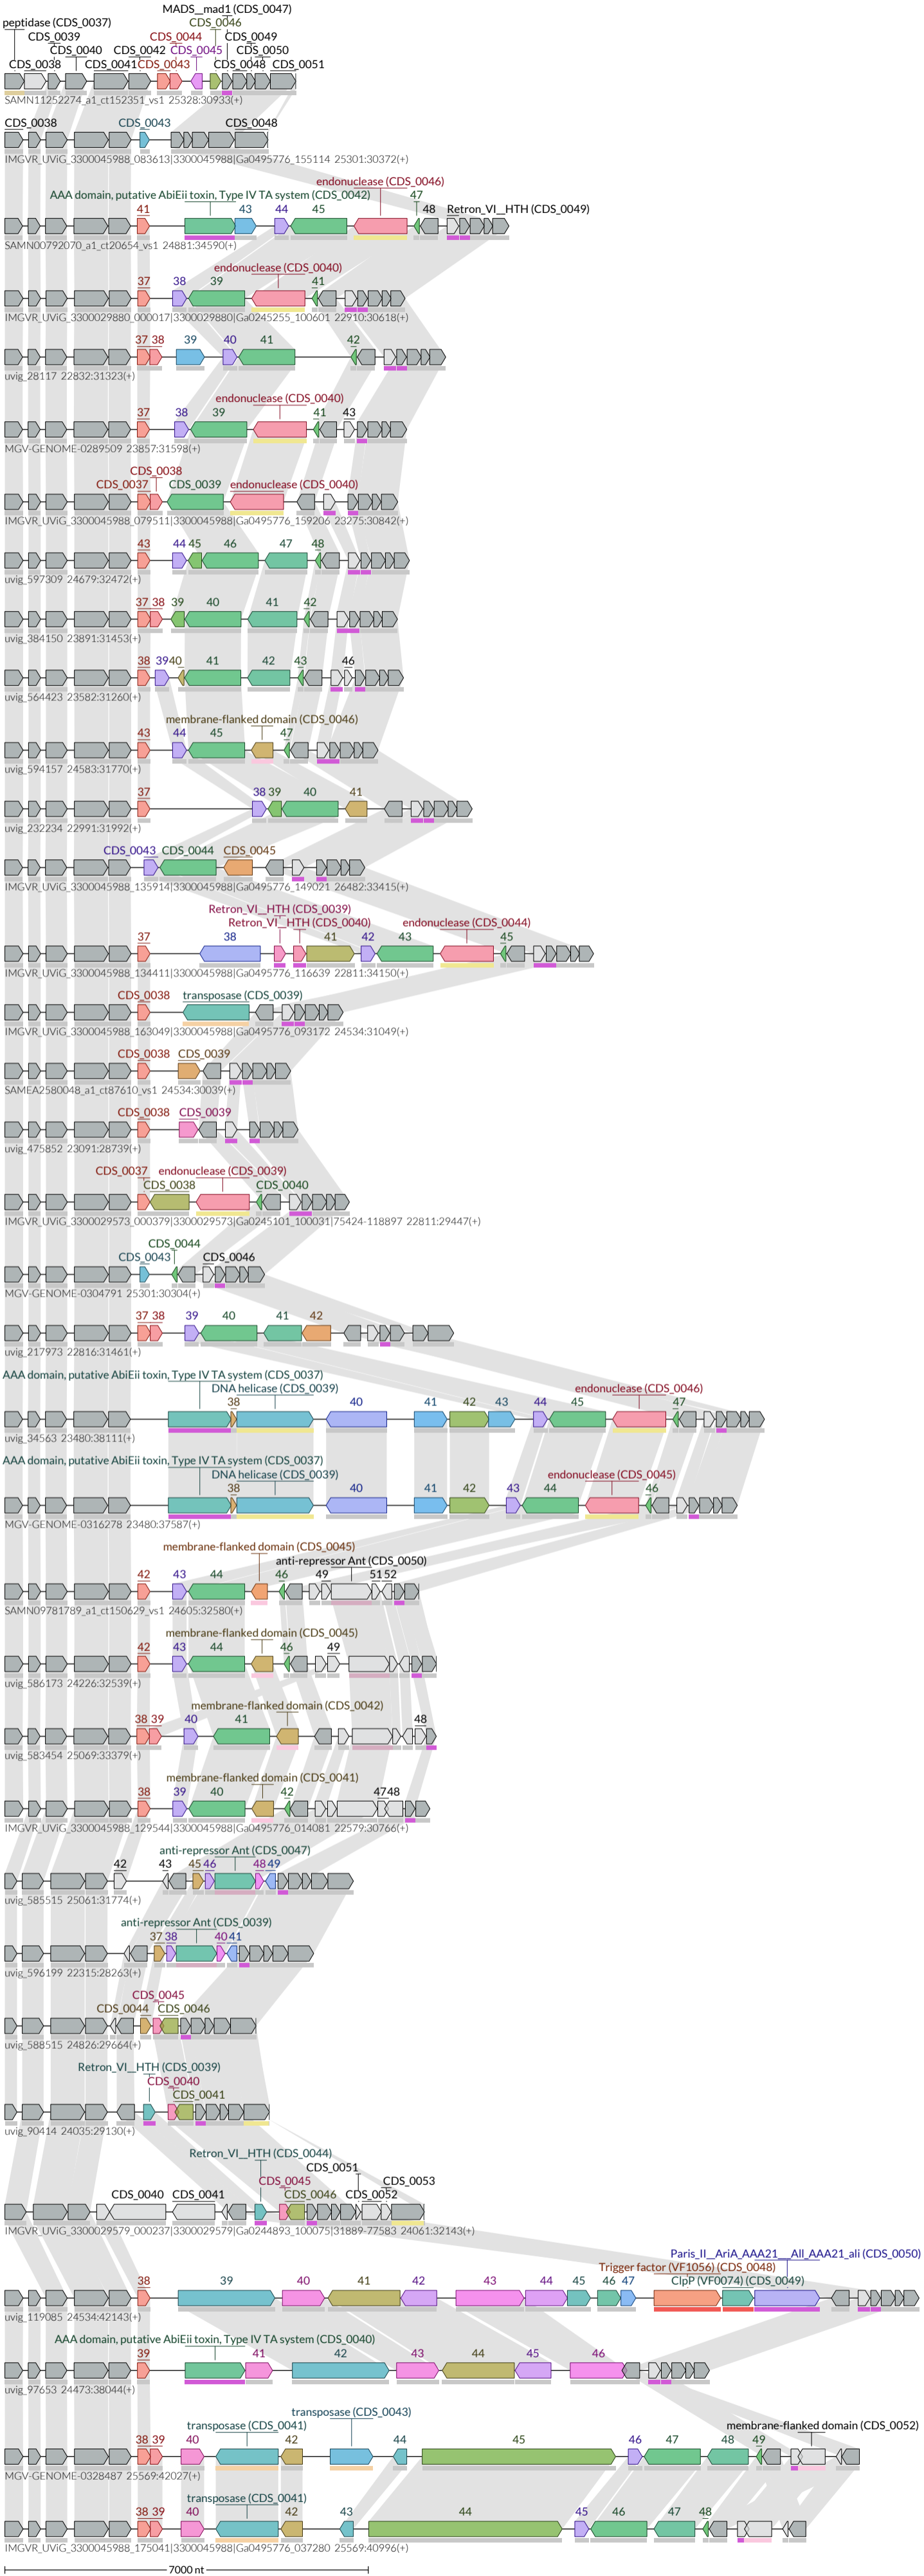 MADS__mad1 (CDS_0047)
peptidase (CDS_0037) CDS_0046
CDS_0039 CDS_0044 CDS_0049
CDS_0040 CDS_0042 CDS_0045 CDS_0050
CDS_0038 CDS_0041 CDS_0043 CDS_0048 CDS_0051
SAMN11252274_a1_ct152351_vs1 25328:30933(+)
CDS_0038 CDS_0043 CDS_0048
IMGVR_UViG_3300045988_083613|3300045988|Ga0495776_155114 25301:30372(+)
endonuclease (CDS_0046)
AAA domain, putative AbiEii toxin, Type IV TA system (CDS_0042) 47
41 43 44 45 48 Retron_VI__HTH (CDS_0049)
SAMN00792070_a1_ct20654_vs1 24881:34590(+)
endonuclease (CDS_0040)
37 38 39 41
IMGVR_UViG_3300029880_000017|3300029880|Ga0245255_100601 22910:30618(+)
37 38 39 40 41 42
uvig_28117 22832:31323(+)
endonuclease (CDS_0040)
37 38 39 41 43
MGV-GENOME-0289509 23857:31598(+)
CDS_0038
CDS_0037 CDS_0039 endonuclease (CDS_0040)
IMGVR_UViG_3300045988_079511|3300045988|Ga0495776_159206 23275:30842(+)
43 44 45 46 47 48
uvig_597309 24679:32472(+)
37 38 39 40 41 42
uvig_384150 23891:31453(+)
38 39 40 41 42 43 46
uvig_564423 23582:31260(+)
membrane-flanked domain (CDS_0046)
43 44 45 47
uvig_594157 24583:31770(+)
37 38 39 40 41
uvig_232234 22991:31992(+)
CDS_0043 CDS_0044 CDS_0045
IMGVR_UViG_3300045988_135914|3300045988|Ga0495776_149021 26482:33415(+)
Retron_VI__HTH (CDS_0039)
Retron_VI__HTH (CDS_0040) endonuclease (CDS_0044)
37 38 41 42 43 45
IMGVR_UViG_3300045988_134411|3300045988|Ga0495776_116639 22811:34150(+)
CDS_0038 transposase (CDS_0039)
IMGVR_UViG_3300045988_163049|3300045988|Ga0495776_093172 24534:31049(+)
CDS_0038 CDS_0039
SAMEA2580048_a1_ct87610_vs1 24534:30039(+)
CDS_0038 CDS_0039
uvig_475852 23091:28739(+)
CDS_0037 endonuclease (CDS_0039)
CDS_0038 CDS_0040
IMGVR_UViG_3300029573_000379|3300029573|Ga0245101_100031|75424-118897 22811:29447(+)
CDS_0044
CDS_0043 CDS_0046
MGV-GENOME-0304791 25301:30304(+)
37 38 39 40 41 42
uvig_217973 22816:31461(+)
AAA domain, putative AbiEii toxin, Type IV TA system (CDS_0037)
DNA helicase (CDS_0039) endonuclease (CDS_0046)
38 40 41 42 43 44 45 47
uvig_34563 23480:38111(+)
AAA domain, putative AbiEii toxin, Type IV TA system (CDS_0037)
DNA helicase (CDS_0039) endonuclease (CDS_0045)
38 40 41 42 43 44 46
MGV-GENOME-0316278 23480:37587(+)
membrane-flanked domain (CDS_0045)
anti-repressor Ant (CDS_0050)
42 43 44 46 49 51 52
SAMN09781789_a1_ct150629_vs1 24605:32580(+)
membrane-flanked domain (CDS_0045)
42 43 44 46 49
uvig_586173 24226:32539(+)
membrane-flanked domain (CDS_0042)
38 39 40 41 48
uvig_583454 25069:33379(+)
membrane-flanked domain (CDS_0041)
38 39 40 42 47 48
IMGVR_UViG_3300045988_129544|3300045988|Ga0495776_014081 22579:30766(+)
anti-repressor Ant (CDS_0047)
42 43 45 46 48 49
uvig_585515 25061:31774(+)
anti-repressor Ant (CDS_0039)
37 38 40 41
uvig_596199 22315:28263(+)
CDS_0045
CDS_0044 CDS_0046
uvig_588515 24826:29664(+)
Retron_VI__HTH (CDS_0039)
CDS_0040
CDS_0041
uvig_90414 24035:29130(+)
Retron_VI__HTH (CDS_0044)
CDS_0051
CDS_0045 CDS_0053
CDS_0040 CDS_0041 CDS_0046 CDS_0052
IMGVR_UViG_3300029579_000237|3300029579|Ga0244893_100075|31889-77583 24061:32143(+)
Paris_II__AriA_AAA21__All_AAA21_ali (CDS_0050)
Trigger factor (VF1056) (CDS_0048)
38 39 40 41 42 43 44 45 46 47 ClpP (VF0074) (CDS_0049)
uvig_119085 24534:42143(+)
AAA domain, putative AbiEii toxin, Type IV TA system (CDS_0040)
39 41 42 43 44 45 46
uvig_97653 24473:38044(+)
transposase (CDS_0043)
transposase (CDS_0041) membrane-flanked domain (CDS_0052)
38 39 40 42 44 45 46 47 48 49
MGV-GENOME-0328487 25569:42027(+)
transposase (CDS_0041)
38 39 40 42 43 44 45 46 47 48
IMGVR_UViG_3300045988_175041|3300045988|Ga0495776_037280 25569:40996(+)
7000 nt